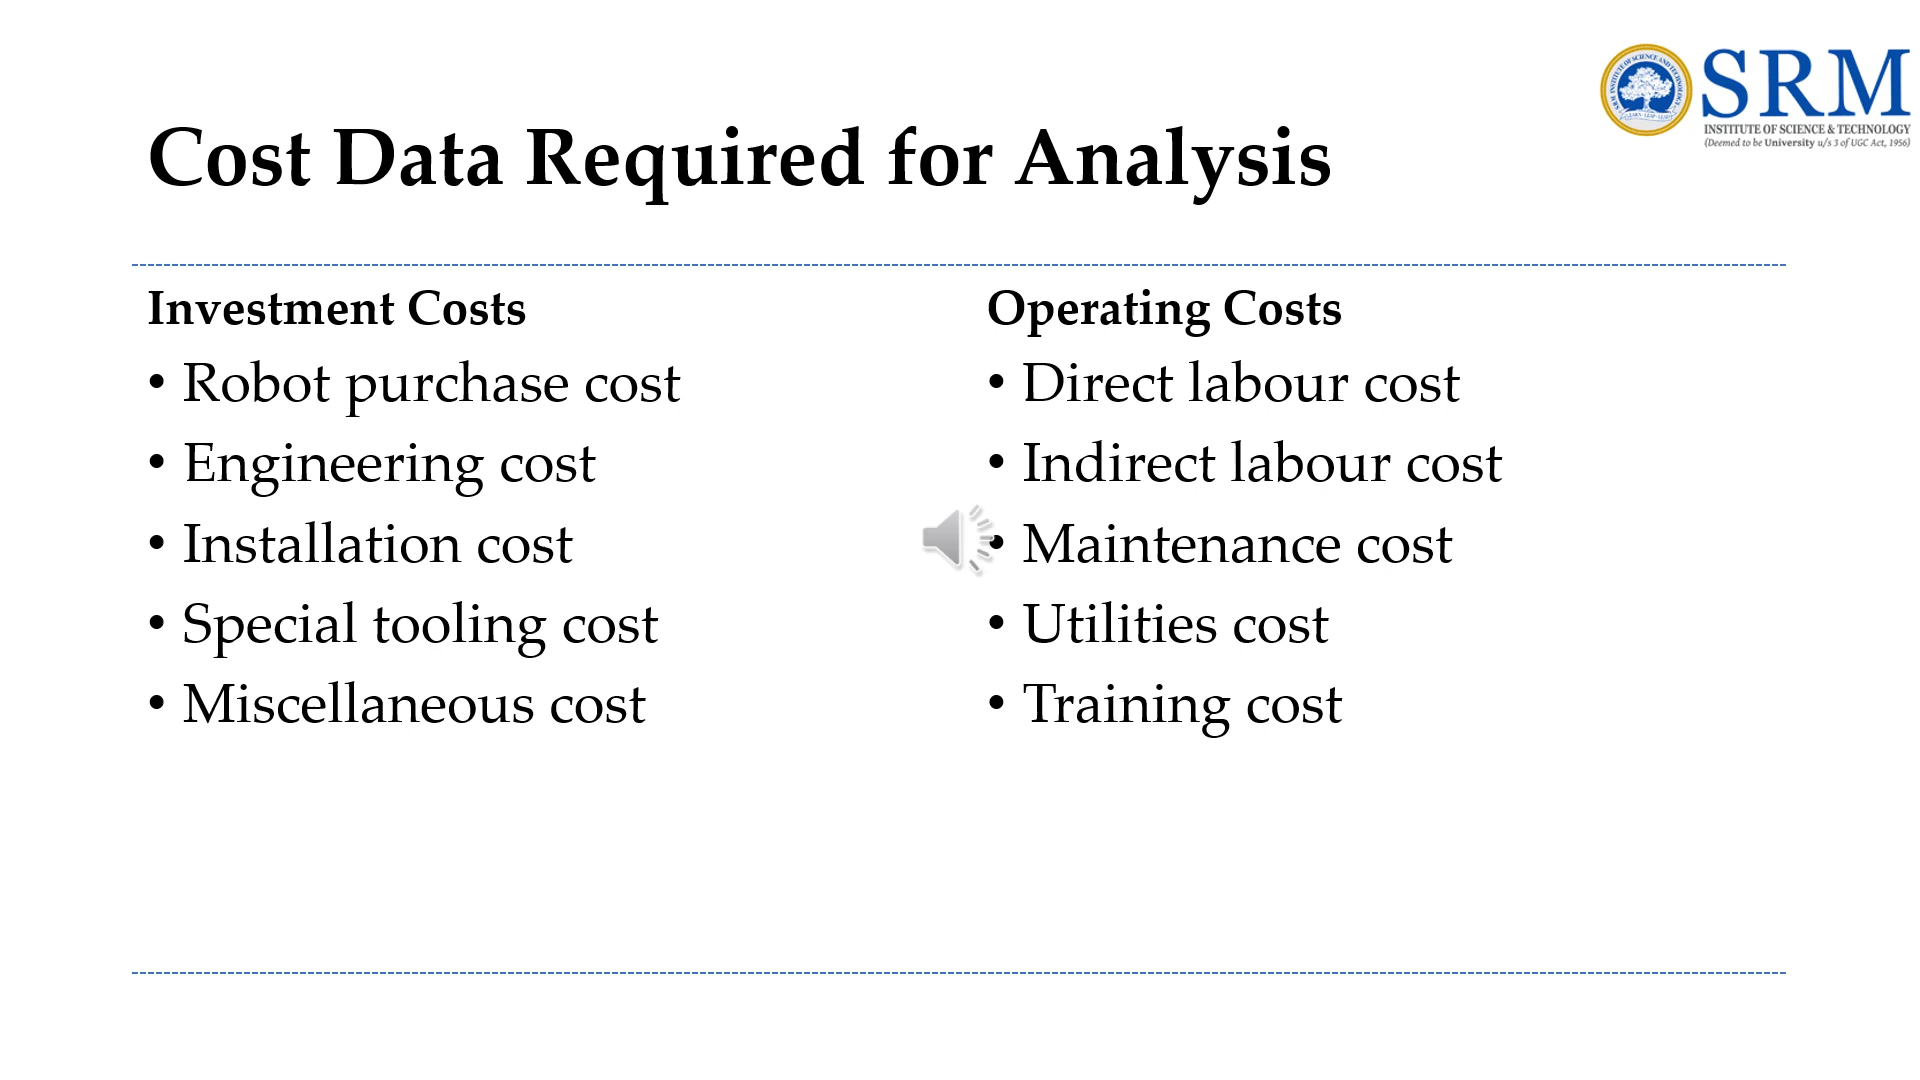 SRM
INSTITUTE OF SCIENCE & TECHNOLOGY
(Deemed to be University u/s 3 of UGC Act, 1956)
Cost Data Required for Analysis
Investment Costs
• Robot purchase cost
• Engineering cost
• Installation cost
• Special tooling cost
• Miscellaneous cost
Operating Costs
• Direct labour cost
• Indirect labour cost
• Maintenance cost
• Utilities cost
• Training cost